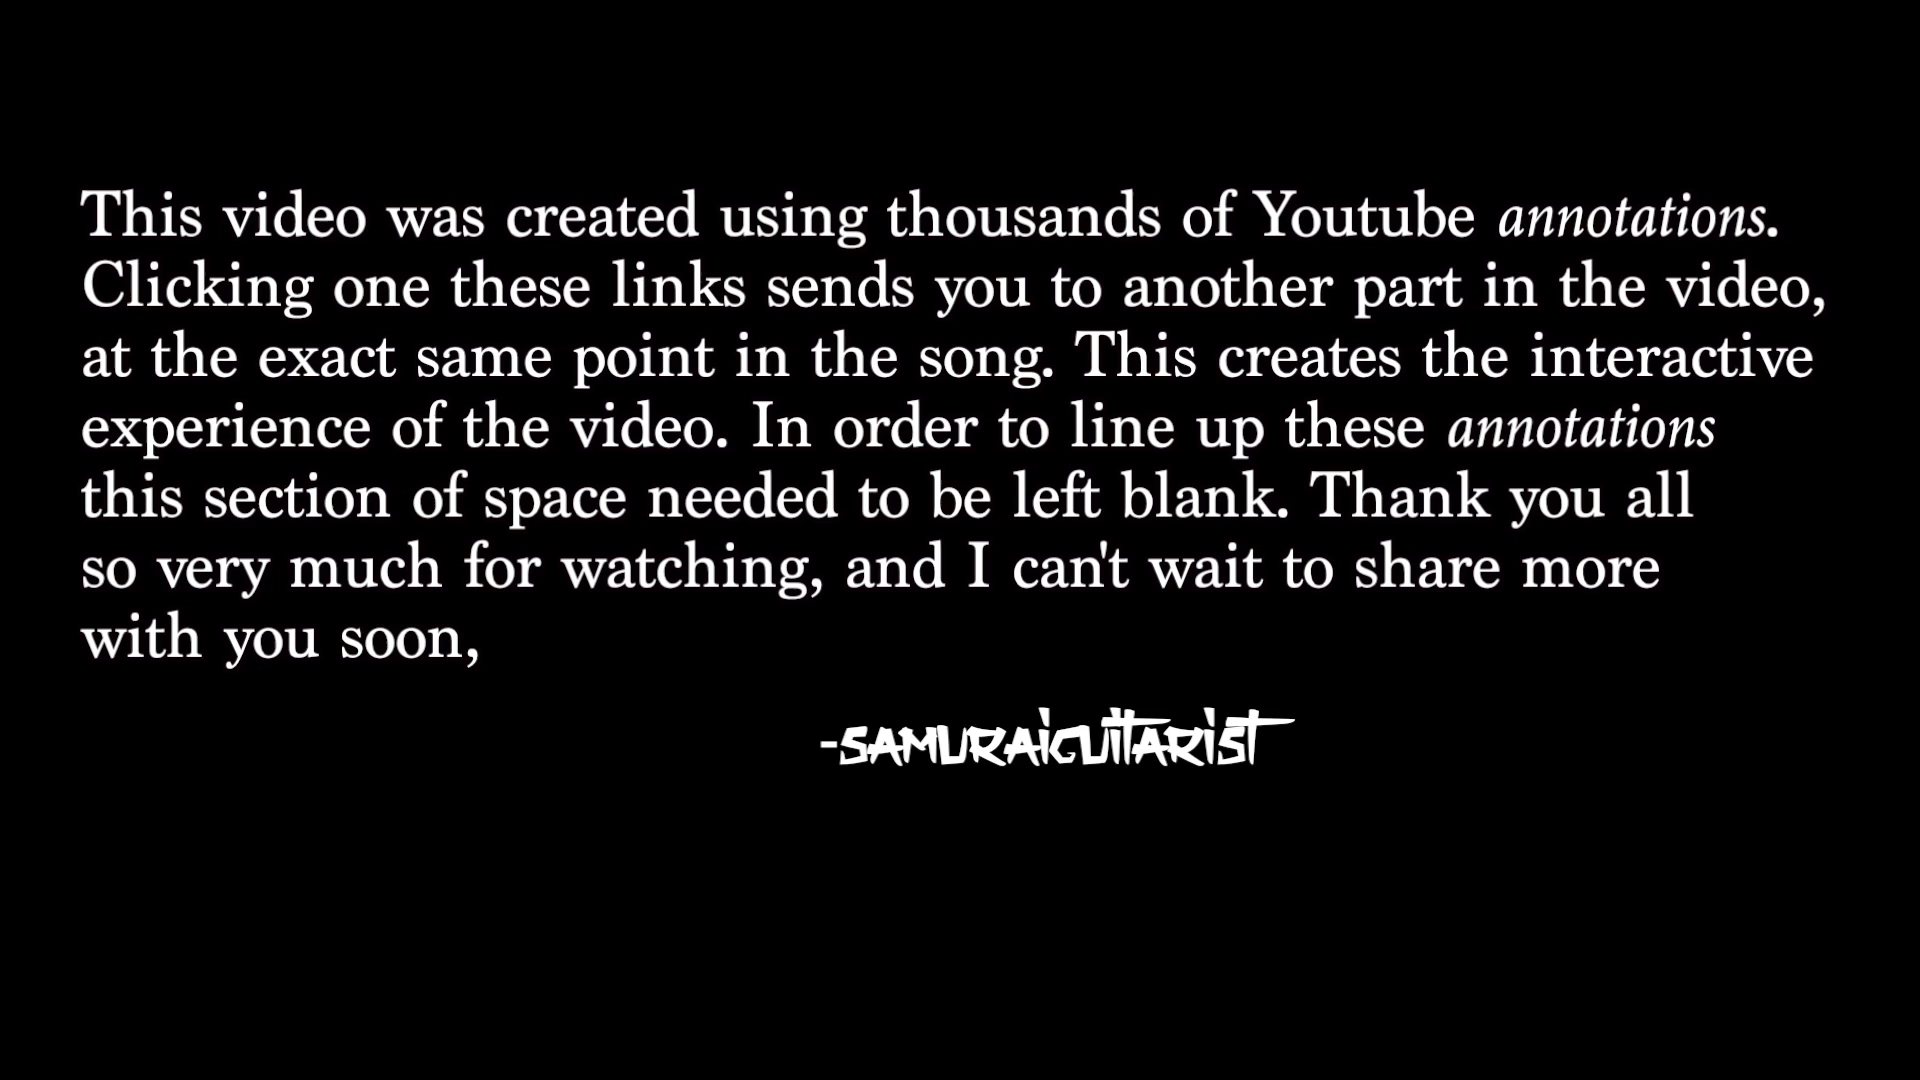 This video was created using thousands of Youtube annotations.
Clicking one these links sends you to another part in the video,
at the exact same point in the song. This creates the interactive
experience of the video. In order to line up these annotations
this section of space needed to be left blank. Thank you all
so very much for watching, and I can't wait to share more
with you soon,
-SAMURAIGUITARIST